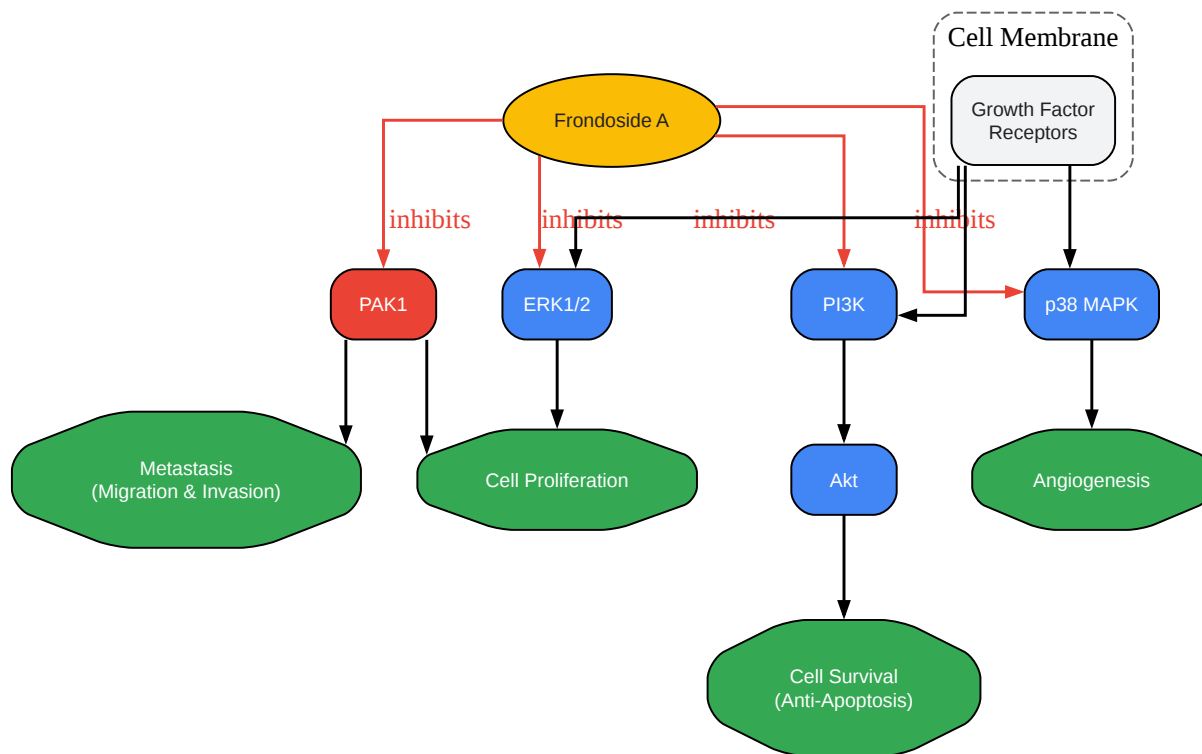 Cell Membrane
Growth Factor
Receptors
Frondoside A
inhibits
inhibits
inhibits
inhibits
PAK1
ERK1/2
PI3K
p38 MAPK
Metastasis
(Migration & Invasion)
Cell Proliferation
Akt
Angiogenesis
Cell Survival
(Anti-Apoptosis)